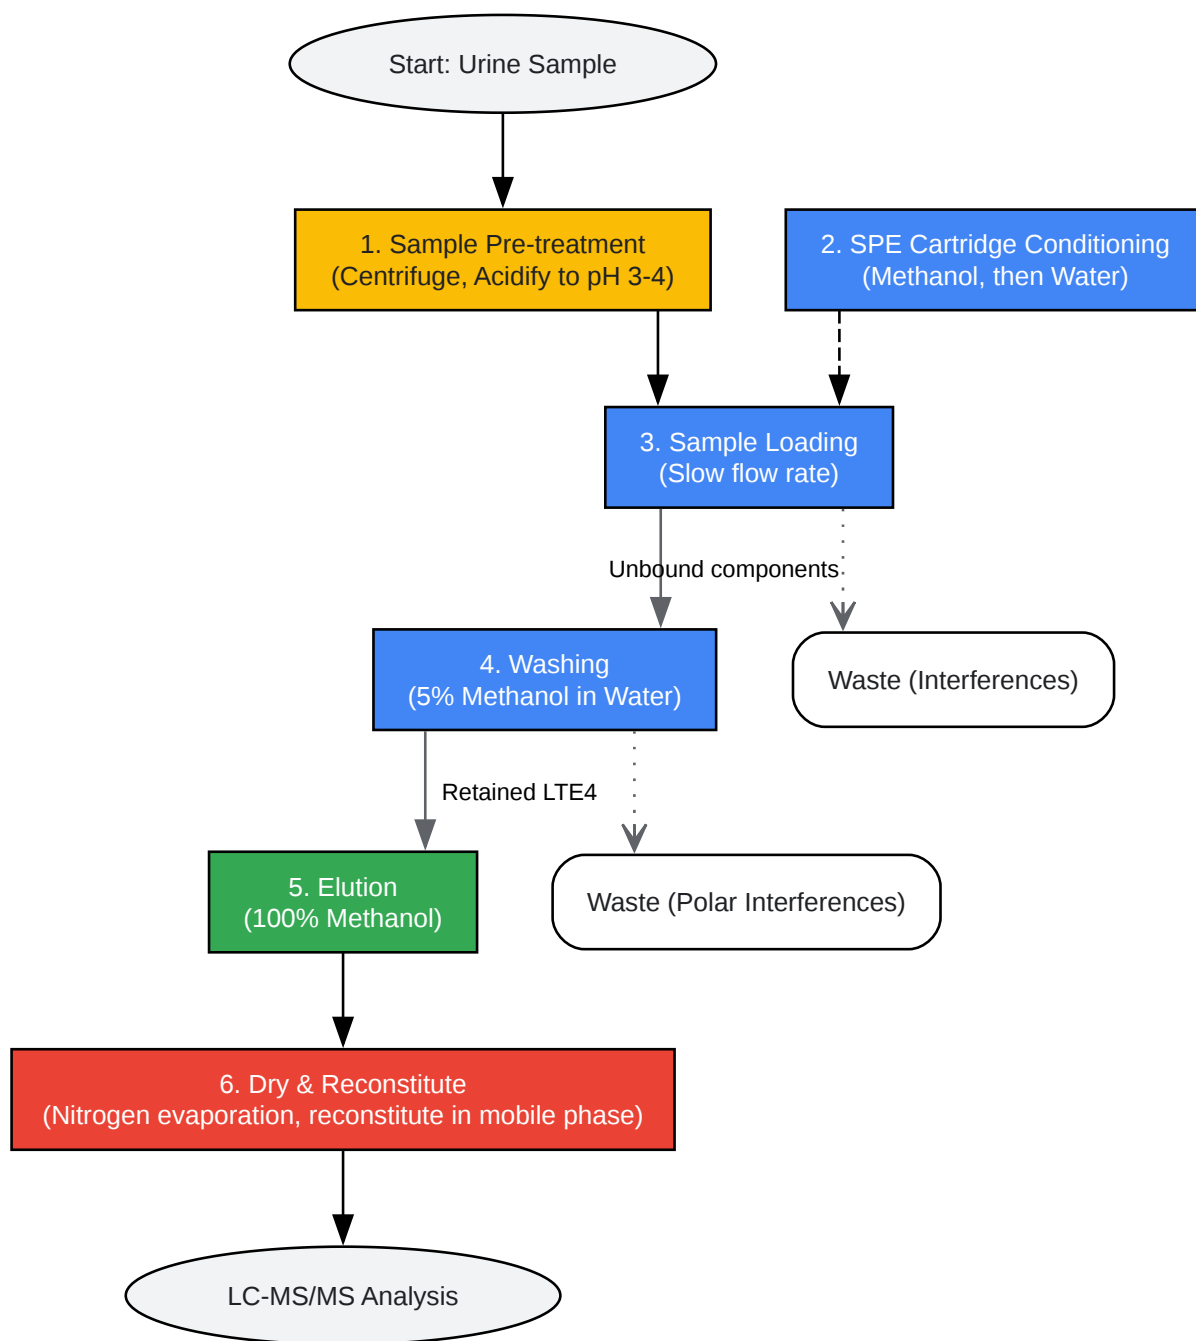 Start: Urine Sample
1. Sample Pre-treatment
(Centrifuge, Acidify to pH 3-4)
2. SPE Cartridge Conditioning
(Methanol, then Water)
3. Sample Loading
(Slow flow rate)
Unbound components
4. Washing
(5% Methanol in Water)
Waste (Interferences)
Retained LTE4
5. Elution
(100% Methanol)
Waste (Polar Interferences)
6. Dry & Reconstitute
(Nitrogen evaporation, reconstitute in mobile phase)
LC-MS/MS Analysis